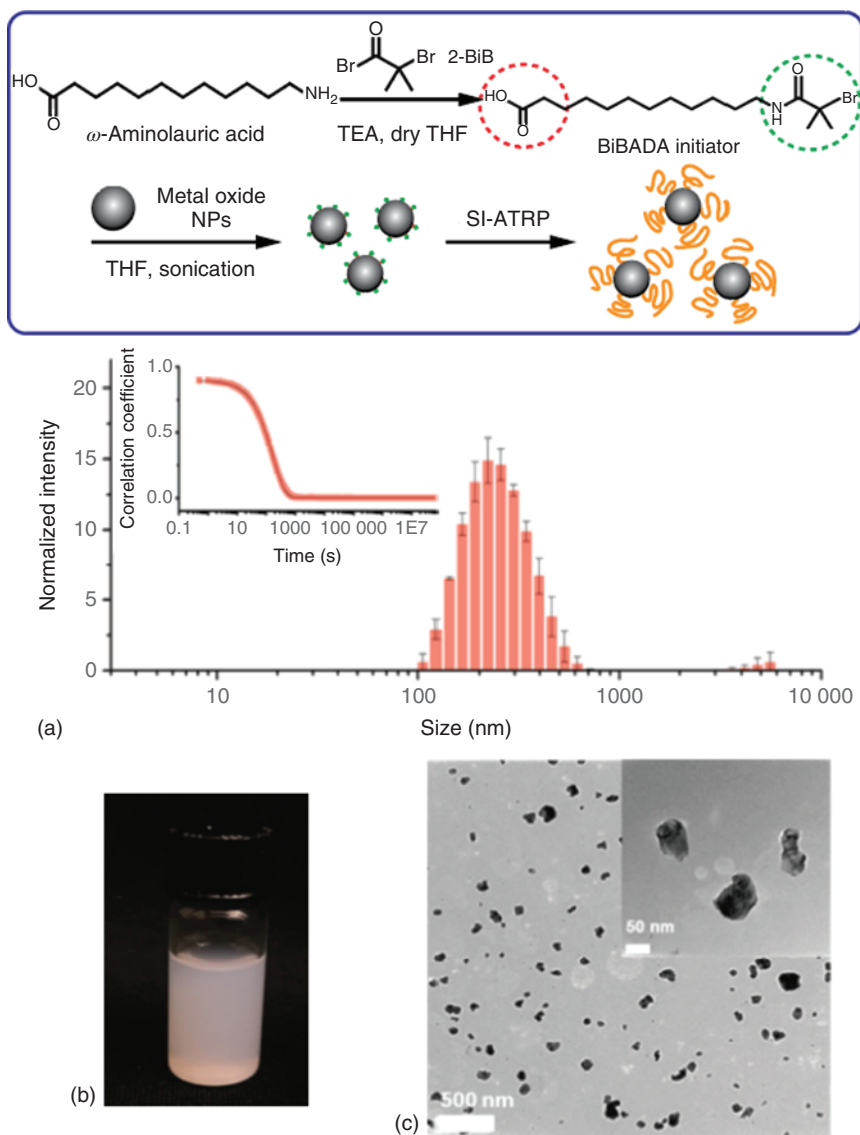 Br
O
Br
2-BiB
HO
O
NH₂
TEA, dry THF
ω-Aminolauric acid
HO
O
N
H
O
Br
BiBADA initiator
Metal oxide
NPs
THF, sonication
SI-ATRP
Normalized intensity
20
15
10
5
0
Correlation coefficient
1.0
0.5
0.0
0.1 10 1000 100 000 1E7
Time (s)
10 100 1000 10 000
Size (nm)
(a)
(b)
50 nm
500 nm
(c)